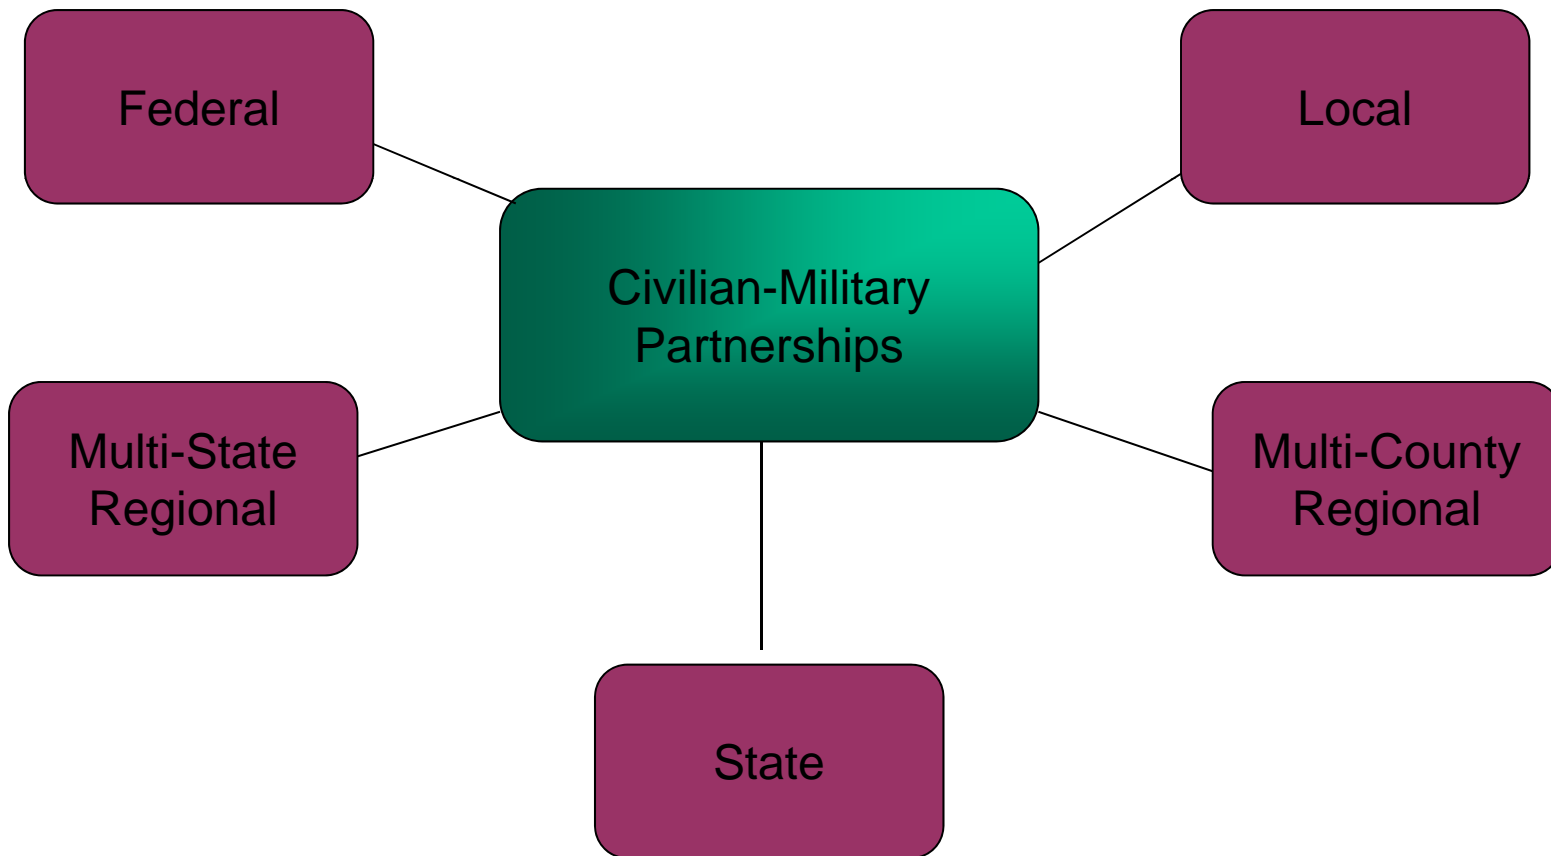 Federal
Local
Civilian-Military
Partnerships
Multi-State
Regional
Multi-County
Regional
State